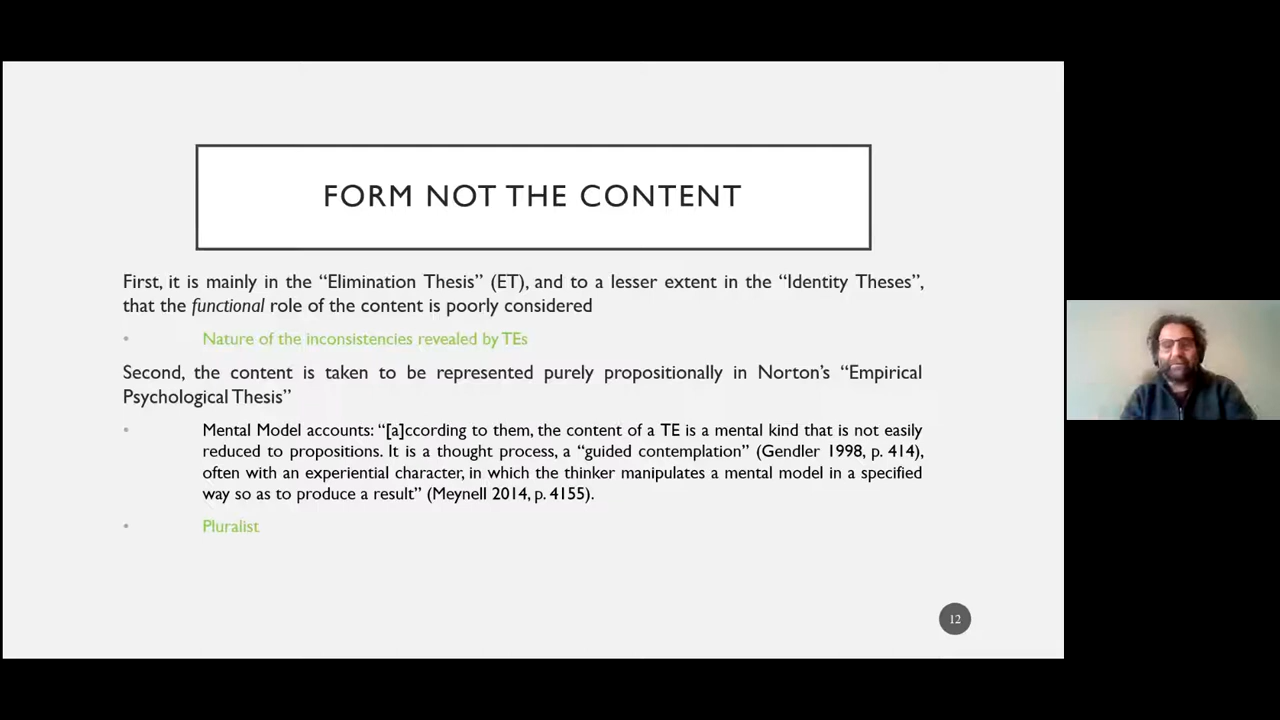 FORM NOT THE CONTENT
First, it is mainly in the “Elimination Thesis” (ET), and to a lesser extent in the “Identity Theses”,
that the functional role of the content is poorly considered
• Nature of the inconsistencies revealed by TEs
Second, the content is taken to be represented purely propositionally in Norton’s “Empirical
Psychological Thesis”
• Mental Model accounts: “[a]ccording to them, the content of a TE is a mental kind that is not easily
reduced to propositions. It is a thought process, a “guided contemplation” (Gendler 1998, p. 414),
often with an experiential character, in which the thinker manipulates a mental model in a specified
way so as to produce a result” (Meynell 2014, p. 4155).
• Pluralist
12